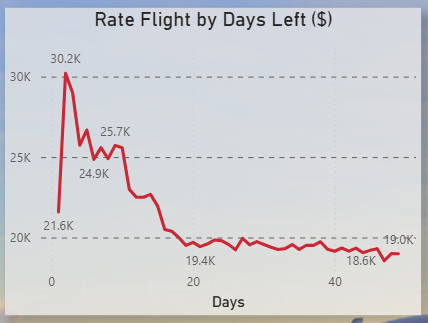 Rate Flight by Days Left ($)
30.2K
30K
25.7K
25K
24.9K
21.6K
20K
19.0K
19.4K
18.6K
0 20 40
Days